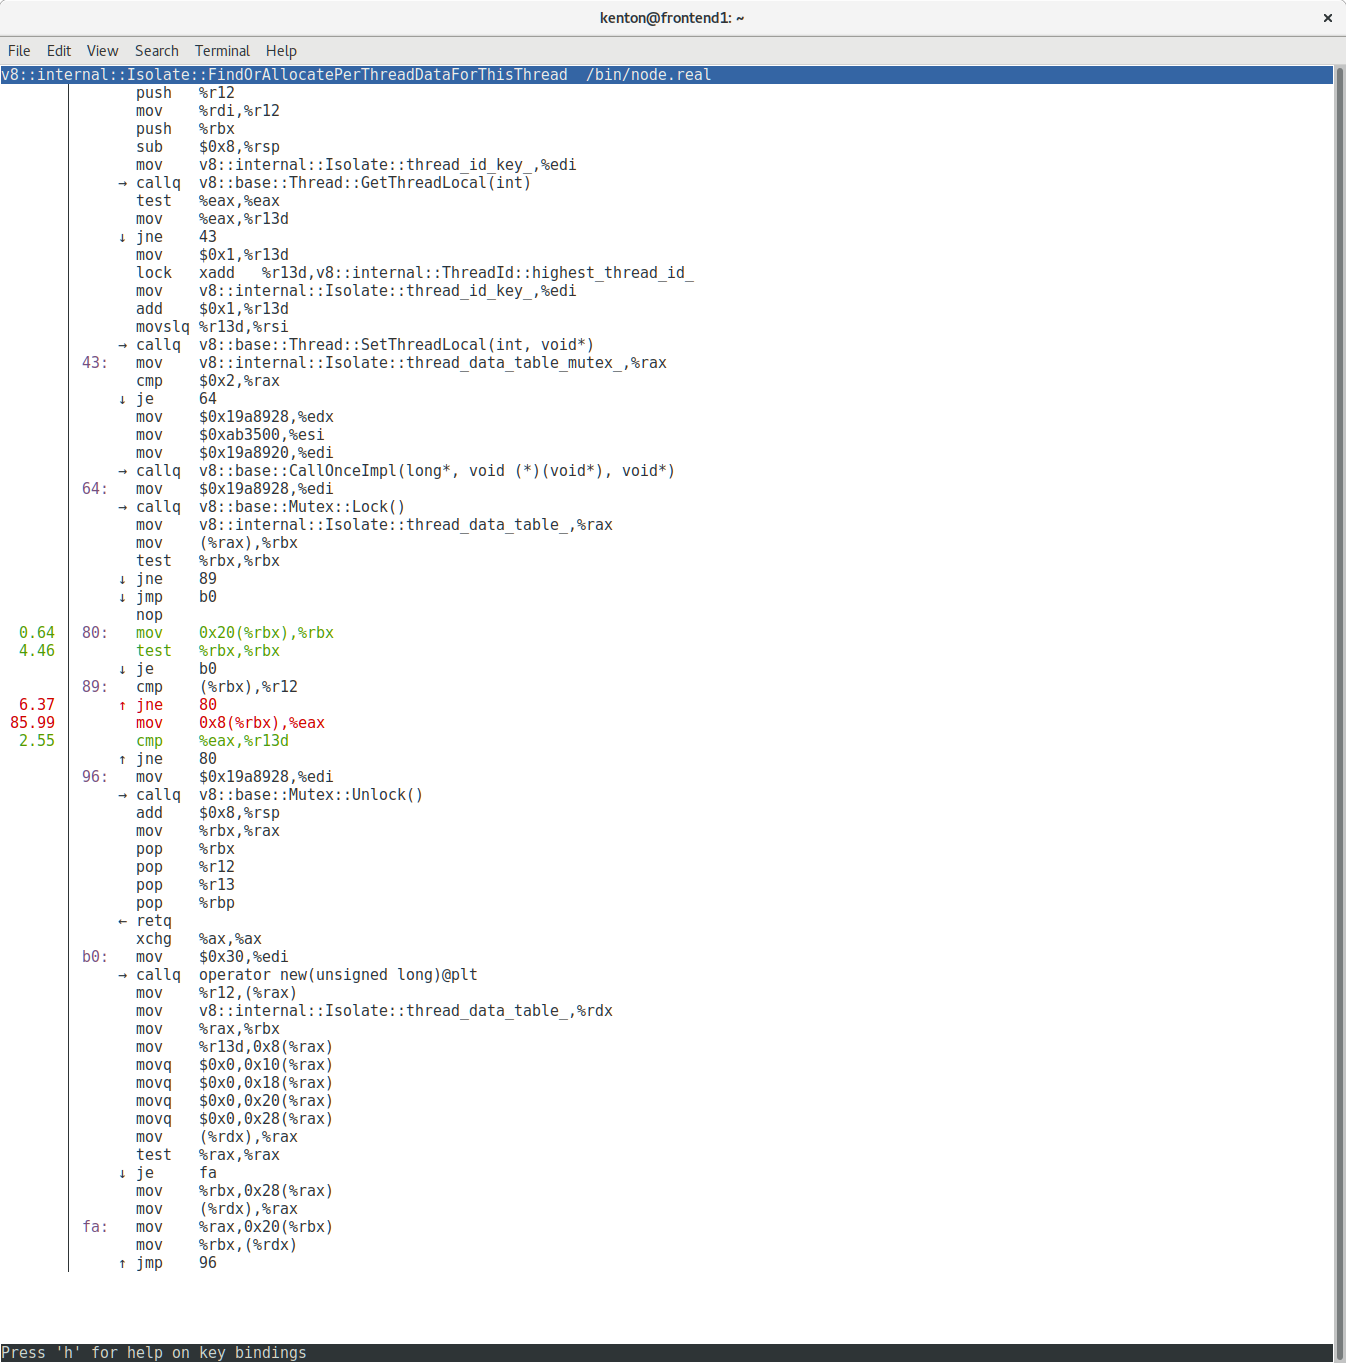 kenton@frontend1: ~ ×
File Edit View Search Terminal Help
v8::internal::Isolate::FindOrAllocatePerThreadDataForThisThread /bin/node.real
push %r12
mov %rdi,%r12
push %rbx
sub $0x8,%rsp
mov v8::internal::Isolate::thread_id_key_,%edi
→ callq v8::base::Thread::GetThreadLocal(int)
test %eax,%eax
mov %eax,%r13d
↓ jne 43
mov $0x1,%r13d
lock xadd %r13d,v8::internal::ThreadId::highest_thread_id_
mov v8::internal::Isolate::thread_id_key_,%edi
add $0x1,%r13d
movslq %r13d,%rsi
→ callq v8::base::Thread::SetThreadLocal(int, void*)
43: mov v8::internal::Isolate::thread_data_table_mutex_,%rax
cmp $0x2,%rax
↓ je 64
mov $0x19a8928,%edx
mov $0xab3500,%esi
mov $0x19a8920,%edi
→ callq v8::base::CallOnceImpl(long*, void (*)(void*), void*)
64: mov $0x19a8928,%edi
→ callq v8::base::Mutex::Lock()
mov v8::internal::Isolate::thread_data_table_,%rax
mov (%rax),%rbx
test %rbx,%rbx
↓ jne 89
↓ jmp b0
nop
0.64 80: mov 0x20(%rbx),%rbx
4.46 test %rbx,%rbx
↓ je b0
89: cmp (%rbx),%r12
6.37 ↑ jne 80
85.99 mov 0x8(%rbx),%eax
2.55 cmp %eax,%r13d
↑ jne 80
96: mov $0x19a8928,%edi
→ callq v8::base::Mutex::Unlock()
add $0x8,%rsp
mov %rbx,%rax
pop %rbx
pop %r12
pop %r13
pop %rbp
← retq
xchg %ax,%ax
b0: mov $0x30,%edi
→ callq operator new(unsigned long)@plt
mov %r12,(%rax)
mov v8::internal::Isolate::thread_data_table_,%rdx
mov %rax,%rbx
mov %r13d,0x8(%rax)
movq $0x0,0x10(%rax)
movq $0x0,0x18(%rax)
movq $0x0,0x20(%rax)
movq $0x0,0x28(%rax)
mov (%rdx),%rax
test %rax,%rax
↓ je fa
mov %rbx,0x28(%rax)
mov (%rdx),%rax
fa: mov %rax,0x20(%rbx)
mov %rbx,(%rdx)
↑ jmp 96
Press 'h' for help on key bindings